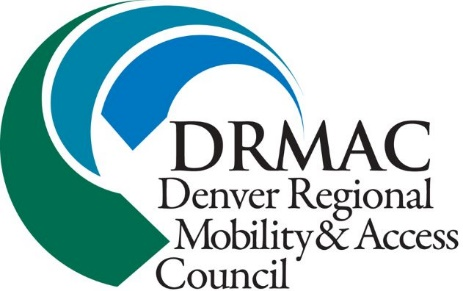 DRMAC
Denver Regional
Mobility & Access
Council